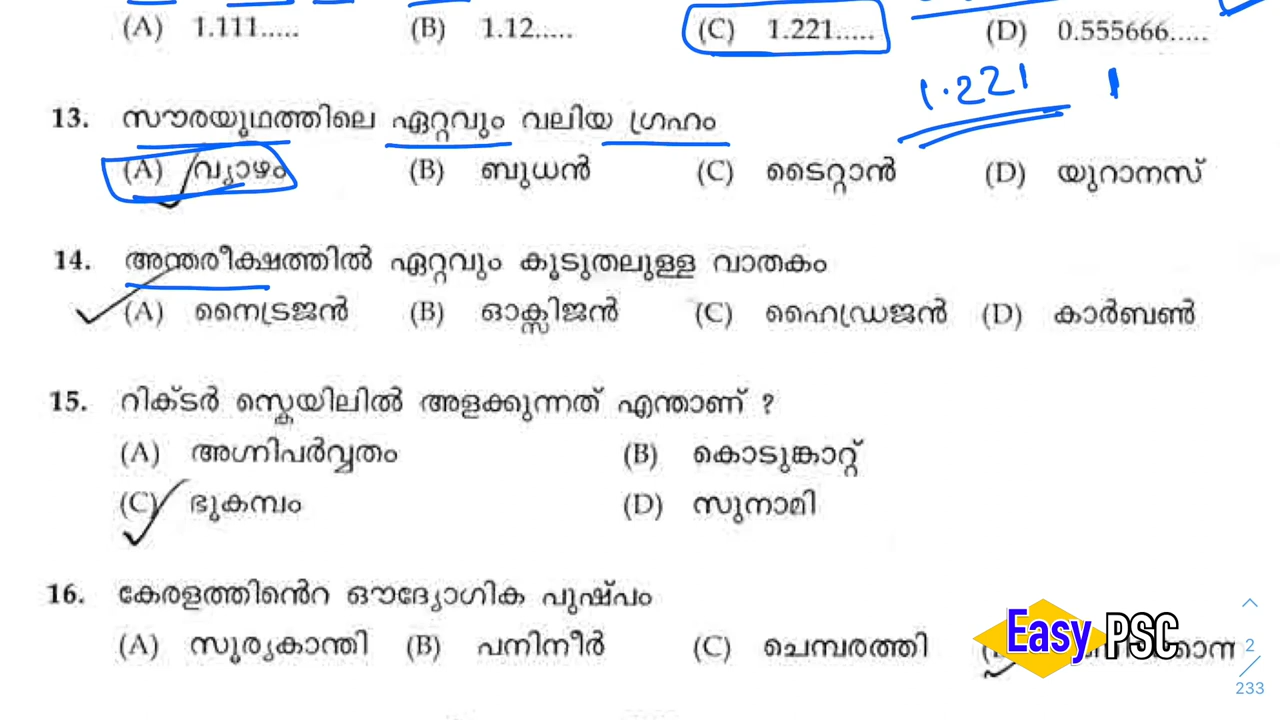 (A) 1.111..... (B) 1.12..... (C) 1.221..... (D) 0.555666.....
1.221 1
13. സൗരയുഥത്തിലെ ഏറ്റവും വലിയ ഗ്രഹം
(A) വ്യാഴം (B) ബുധൻ (C) ടൈറ്റാൻ (D) യുറാനസ്
14. അന്തരീക്ഷത്തിൽ ഏറ്റവും കൂടുതലുള്ള വാതകം
(A) നൈട്രജൻ (B) ഓക്സിജൻ (C) ഹൈഡ്രജൻ (D) കാർബൺ
15. റിക്ടർ സ്കെയിലിൽ അളക്കുന്നത് എന്താണ് ?
(A) അഗ്നിപർവ്വതം (B) കൊടുങ്കാറ്റ്
(C) ഭുകമ്പം (D) സുനാമി
16. കേരളത്തിൻെറ ഔദ്യോഗിക പുഷ്പം
(A) സൂര്യകാന്തി (B) പനിനീർ (C) ചെമ്പരത്തി
Easy PSC
2
233